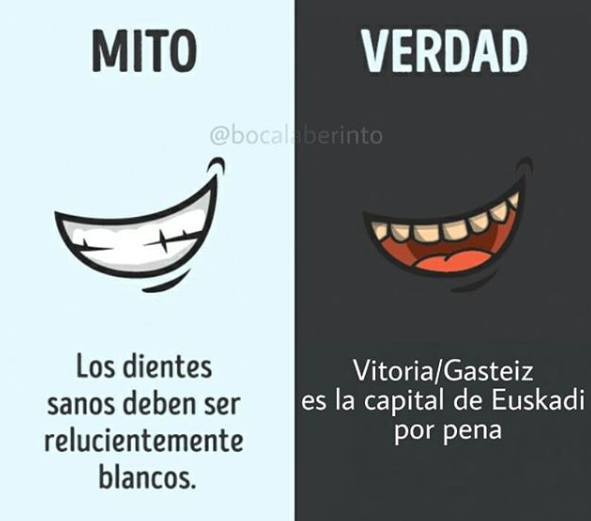 MITO
VERDAD
@bocalaberinto
Los dientes
sanos deben ser
relucientemente
blancos.
Vitoria/Gasteiz
es la capital de Euskadi
por pena